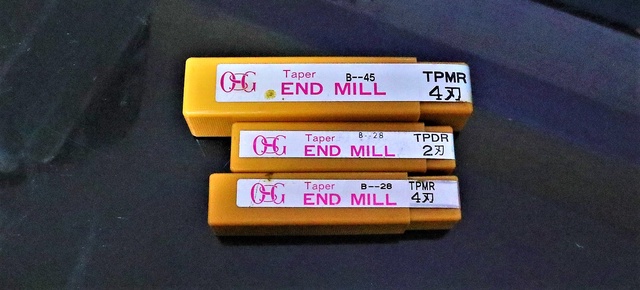 OSG Taper B--45 TPMR
END MILL 4刃
OSG Taper B--28 TPDR
END MILL 2刃
OSG Taper B--28 TPMR
END MILL 4刃